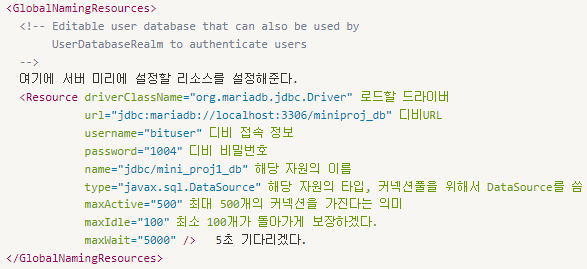 <GlobalNamingResources>
<!-- Editable user database that can also be used by
UserDatabaseRealm to authenticate users
-->
여기에 서버 미리에 설정할 리소스를 설정해준다.
<Resource driverClassName="org.mariadb.jdbc.Driver" 로드할 드라이버
url="jdbc:mariadb://localhost:3306/miniproj_db" 디비URL
username="bituser" 디비 접속 정보
password="1004" 디비 비밀번호
name="jdbc/mini_proj1_db" 해당 자원의 이름
type="javax.sql.DataSource" 해당 자원의 타입, 커넥션풀을 위해서 DataSource를 씀
maxActive="500" 최대 500개의 커넥션을 가진다는 의미
maxIdle="100" 최소 100개가 돌아가게 보장하겠다.
maxWait="5000" /> 5초 기다리겠다.
</GlobalNamingResources>